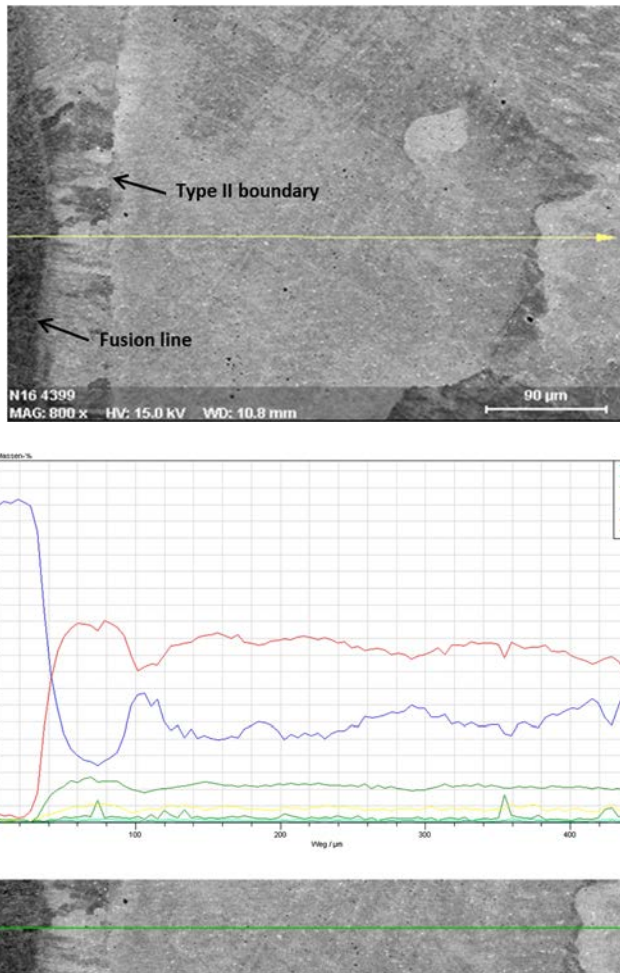 Type II boundary
Fusion line
N16 4399
MAG: 800 x HV: 15.0 kV WD: 10.8 mm
90 µm
Massen-%
100
200
300
400
Weg / µm